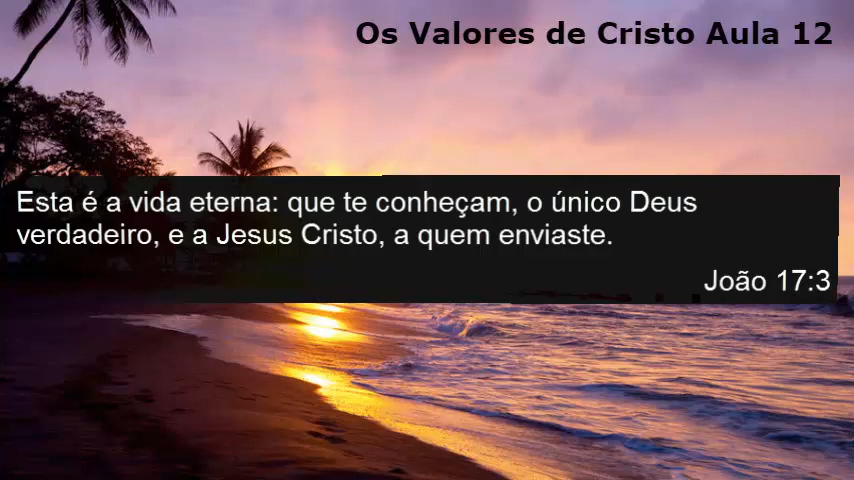 Os Valores de Cristo Aula 12
Esta é a vida eterna: que te conheçam, o único Deus
verdadeiro, e a Jesus Cristo, a quem enviaste.
João 17:3